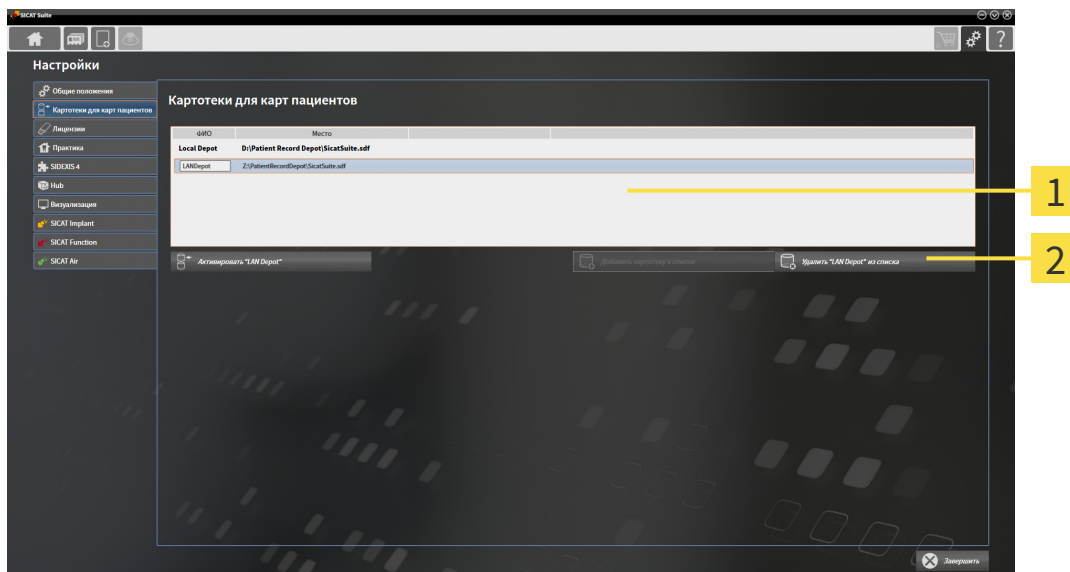 SICAT Suite
?
Настройки
Общие положения
Картотеки для карт пациентов
Лицензии
Практика
SIDEXIS 4
Hub
Визуализация
SICAT Implant
SICAT Function
SICAT Air
Картотеки для карт пациентов
ФИО Место
Local Depot D:\Patient Record Depot\SicatSuite.sdf
LANDepot Z:\PatientRecordDepot\SicatSuite.sdf
Активировать "LAN Depot"
Добавить картотеку к списке
Удалить "LAN Depot" из списка
1
2
Завершить